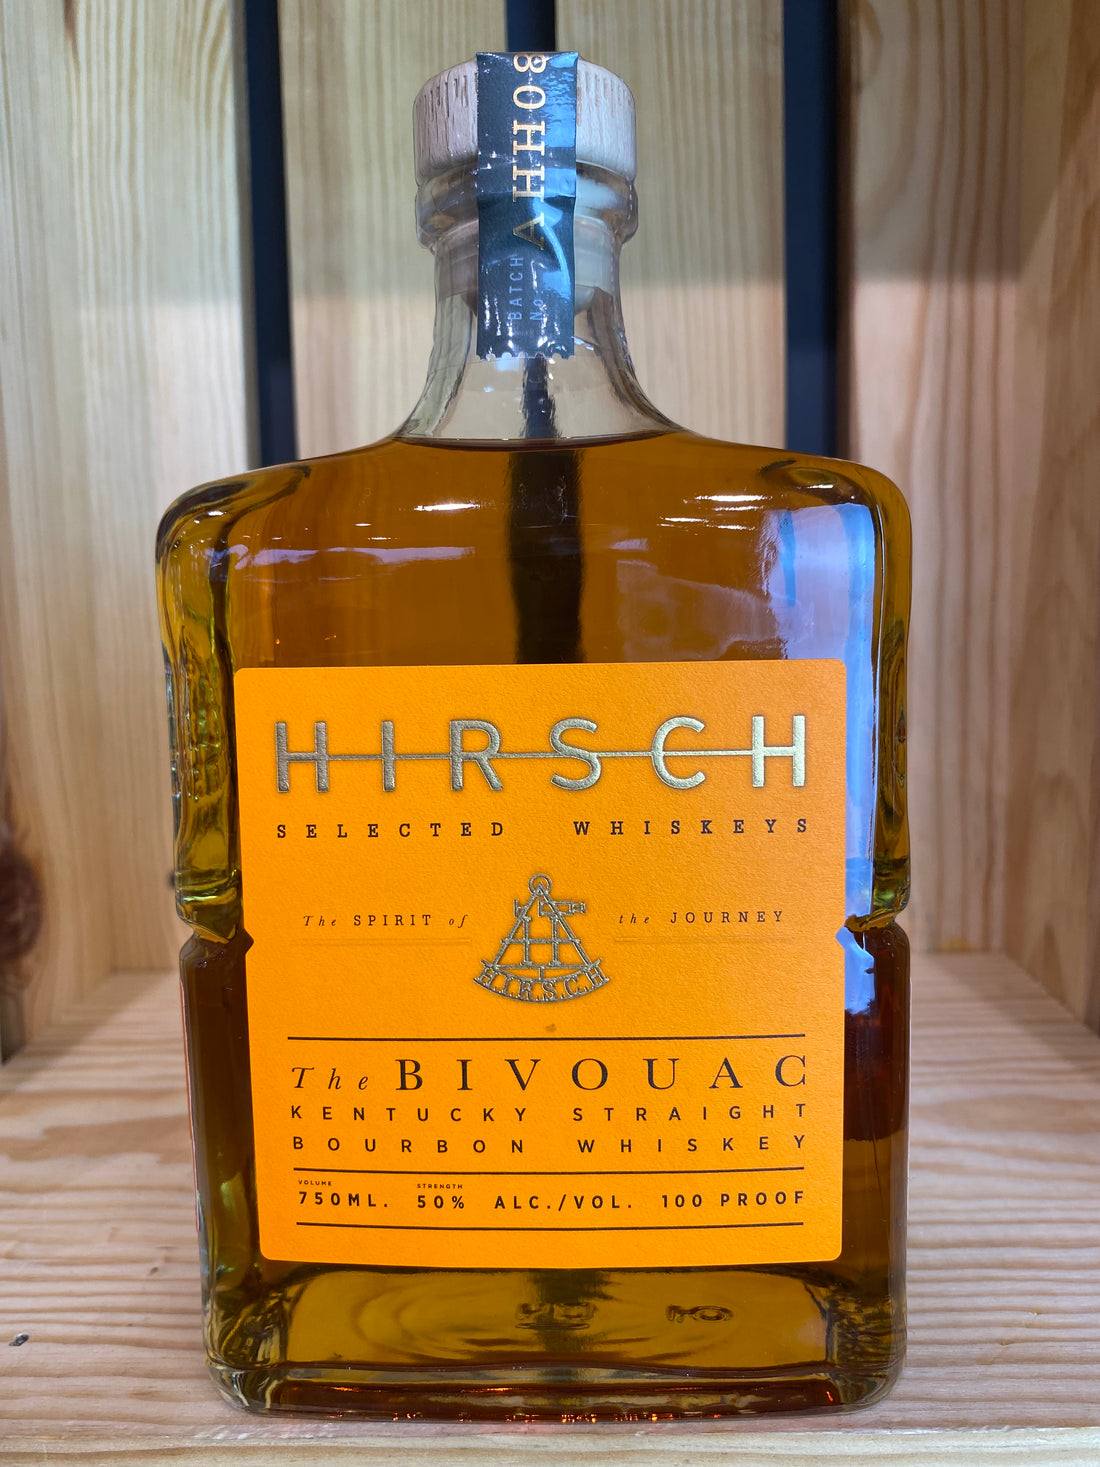 BATCH No. AHH08
HIRSCH
SELECTED WHISKEYS
The SPIRIT of the JOURNEY
HIRSCH
The BIVOUAC
KENTUCKY STRAIGHT
BOURBON WHISKEY
VOLUME STRENGTH
750ML. 50% ALC./VOL. 100 PROOF